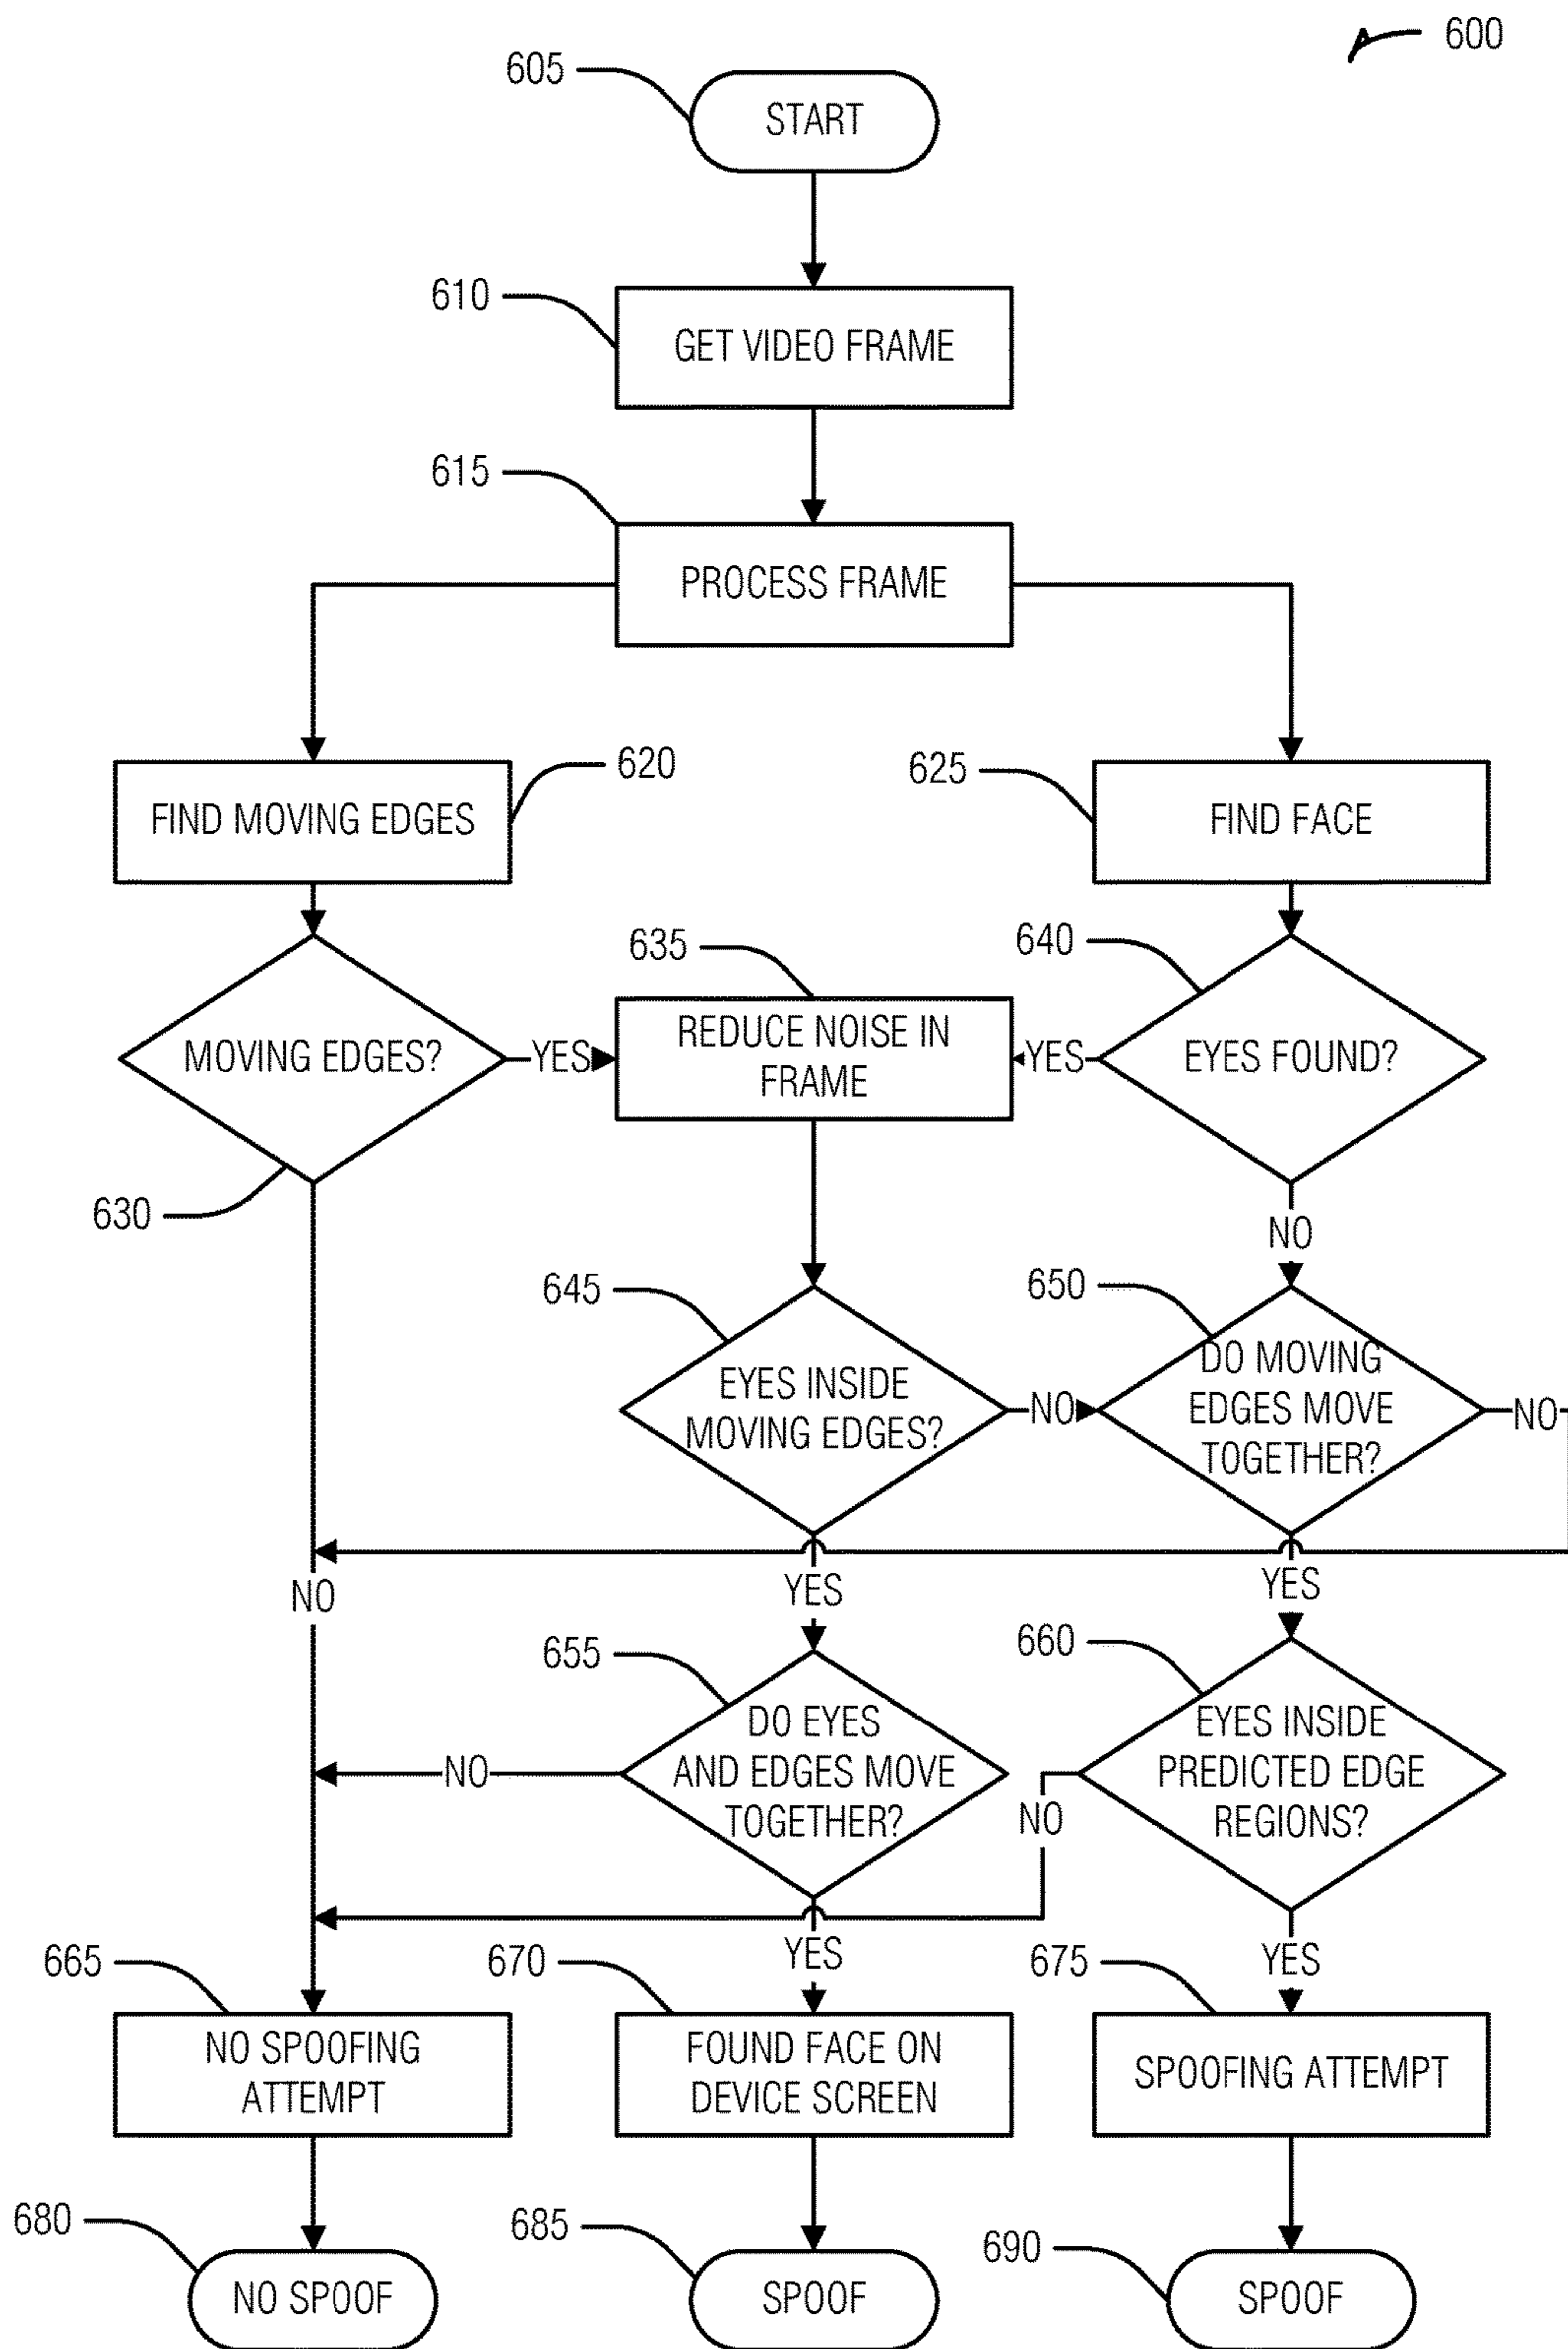 600
605
START
610
GET VIDEO FRAME
615
PROCESS FRAME
620
FIND MOVING EDGES
625
FIND FACE
630
MOVING EDGES?
YES
635
REDUCE NOISE IN
FRAME
YES
640
EYES FOUND?
NO
645
EYES INSIDE
MOVING EDGES?
NO
650
DO MOVING
EDGES MOVE
TOGETHER?
NO
NO
YES
YES
655
DO EYES
AND EDGES MOVE
TOGETHER?
NO
660
EYES INSIDE
PREDICTED EDGE
REGIONS?
NO
YES
YES
665
NO SPOOFING
ATTEMPT
670
FOUND FACE ON
DEVICE SCREEN
675
SPOOFING ATTEMPT
680
NO SPOOF
685
SPOOF
690
SPOOF